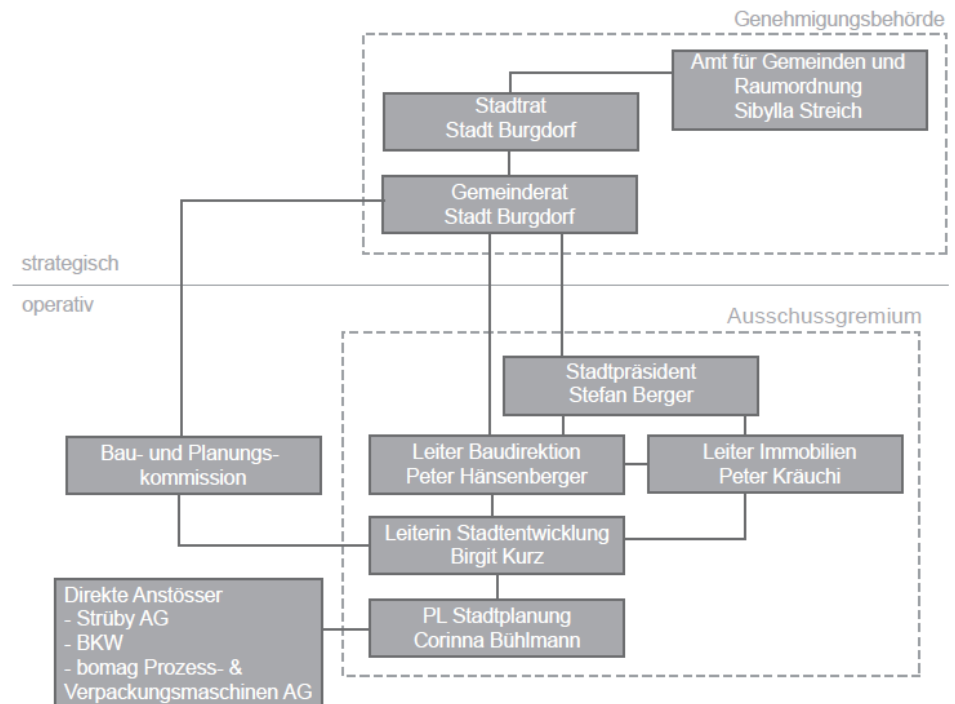 Genehmigungsbehörde
Amt für Gemeinden und
Raumordnung
Sibylla Streich
Stadtrat
Stadt Burgdorf
Gemeinderat
Stadt Burgdorf
strategisch
operativ
Ausschussgremium
Stadtpräsident
Stefan Berger
Bau- und Planungs-
kommission
Leiter Baudirektion
Peter Hänsenberger
Leiter Immobilien
Peter Kräuchi
Leiterin Stadtentwicklung
Birgit Kurz
Direkte Anstösser
- Strüby AG
- BKW
- bomag Prozess- &
Verpackungsmaschinen AG
PL Stadtplanung
Corinna Bühlmann